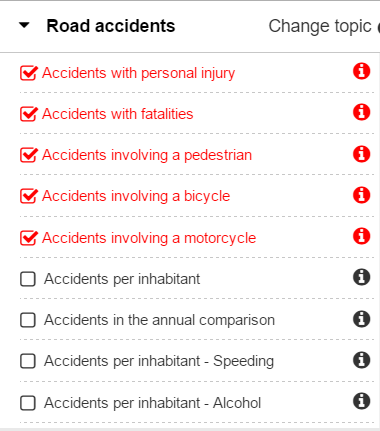 Road accidents Change topic
Accidents with personal injury
Accidents with fatalities
Accidents involving a pedestrian
Accidents involving a bicycle
Accidents involving a motorcycle
Accidents per inhabitant
Accidents in the annual comparison
Accidents per inhabitant - Speeding
Accidents per inhabitant - Alcohol